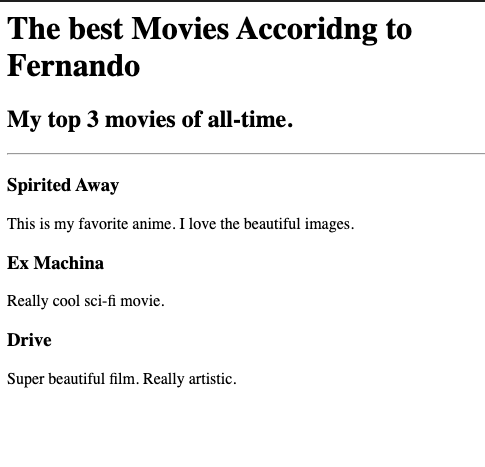 The best Movies Accoridng to
Fernando
My top 3 movies of all-time.
Spirited Away
This is my favorite anime. I love the beautiful images.
Ex Machina
Really cool sci-fi movie.
Drive
Super beautiful film. Really artistic.